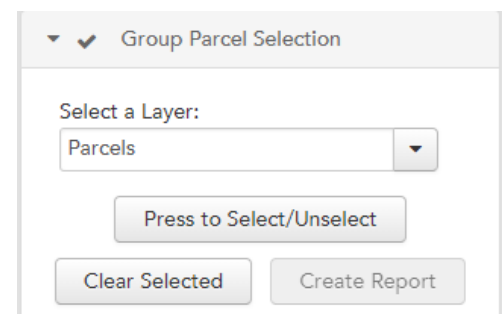 Group Parcel Selection
Select a Layer:
Parcels
Press to Select/Unselect
Clear Selected
Create Report